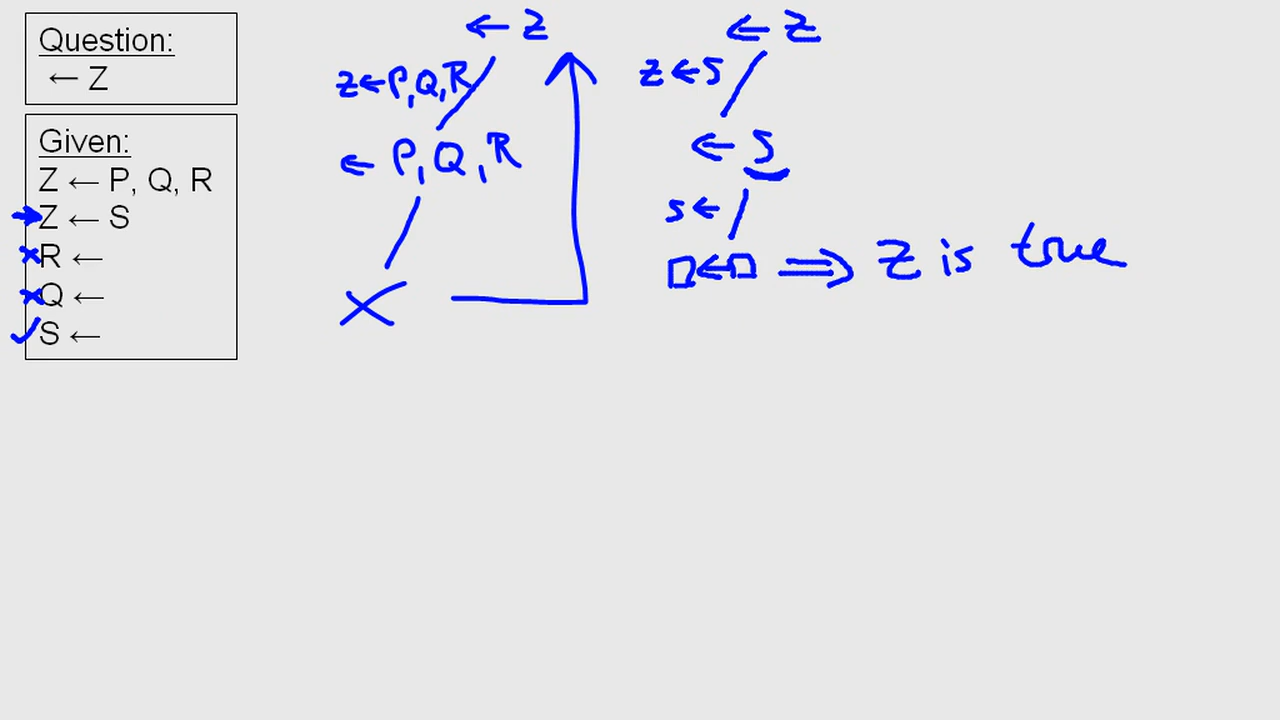 Question:
← Z
Given:
Z ← P, Q, R
Z ← S
R ←
Q ←
S ←
← Z
Z ← P, Q, R
← P, Q, R
← Z
Z ← S
← S
S ←
□ ← □ ⇒ Z is true